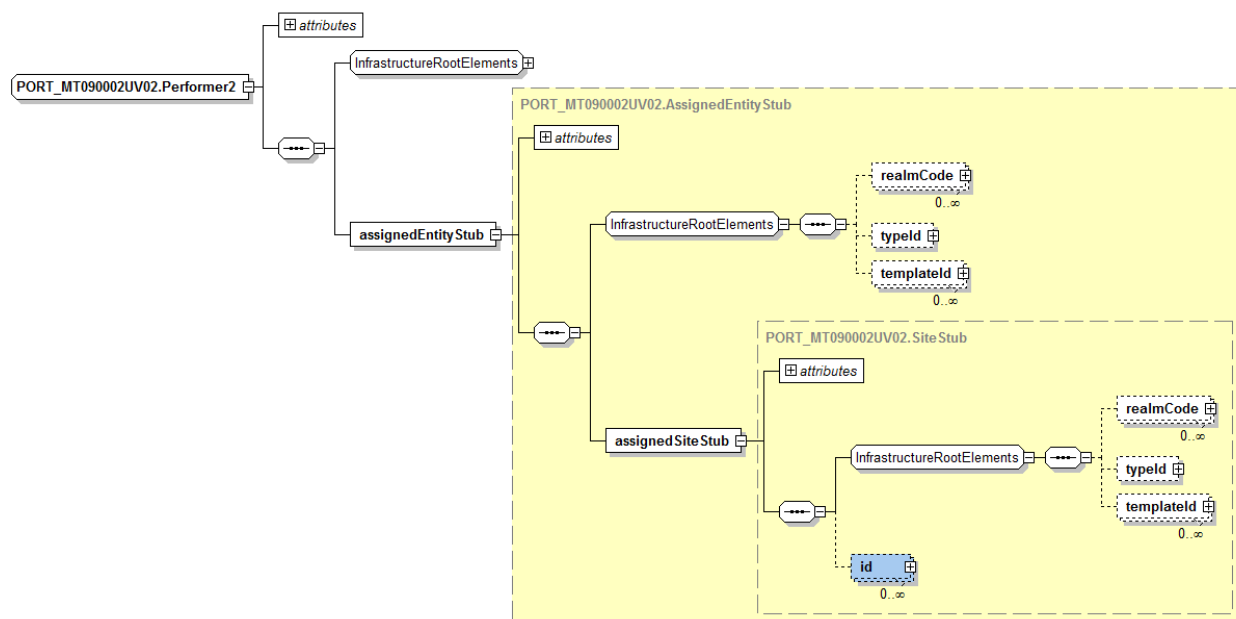 attributes
InfrastructureRootElements
PORT_MT090002UV02.Performer2
PORT_MT090002UV02.AssignedEntityStub
attributes
realmCode
0..∞
InfrastructureRootElements
typeId
assignedEntityStub
templateId
0..∞
PORT_MT090002UV02.SiteStub
attributes
realmCode
0..∞
assignedSiteStub
InfrastructureRootElements
typeId
templateId
0..∞
id
0..∞